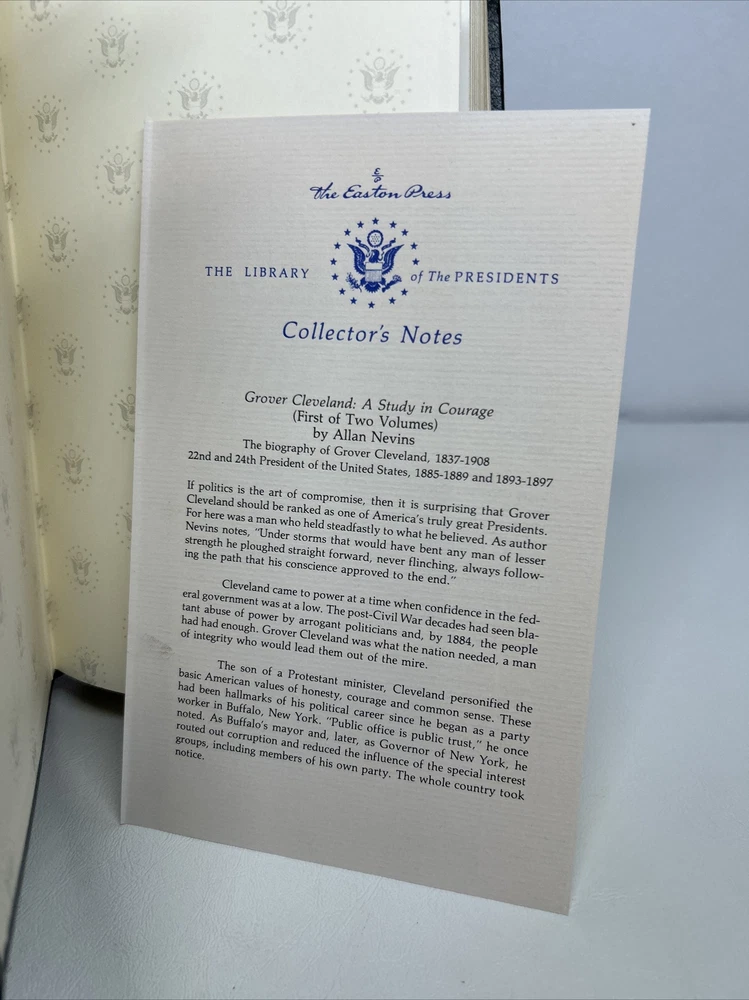 The Easton Press
THE LIBRARY of The PRESIDENTS
Collector's Notes
Grover Cleveland: A Study in Courage
(First of Two Volumes)
by Allan Nevins
The biography of Grover Cleveland, 1837-1908
22nd and 24th President of the United States, 1885-1889 and 1893-1897
If politics is the art of compromise, then it is surprising that Grover
Cleveland should be ranked as one of America's truly great Presidents.
For here was a man who held steadfastly to what he believed. As author
Nevins notes, "Under storms that would have bent any man of lesser
strength he ploughed straight forward, never flinching, always follow-
ing the path that his conscience approved to the end."
Cleveland came to power at a time when confidence in the fed-
eral government was at a low. The post-Civil War decades had seen bla-
tant abuse of power by arrogant politicians and, by 1884, the people
had had enough. Grover Cleveland was what the nation needed, a man
of integrity who would lead them out of the mire.
The son of a Protestant minister, Cleveland personified the
basic American values of honesty, courage and common sense. These
had been hallmarks of his political career since he began as a party
worker in Buffalo, New York. "Public office is public trust," he once
noted. As Buffalo's mayor and, later, as Governor of New York, he
routed out corruption and reduced the influence of the special interest
groups, including members of his own party. The whole country took
notice.